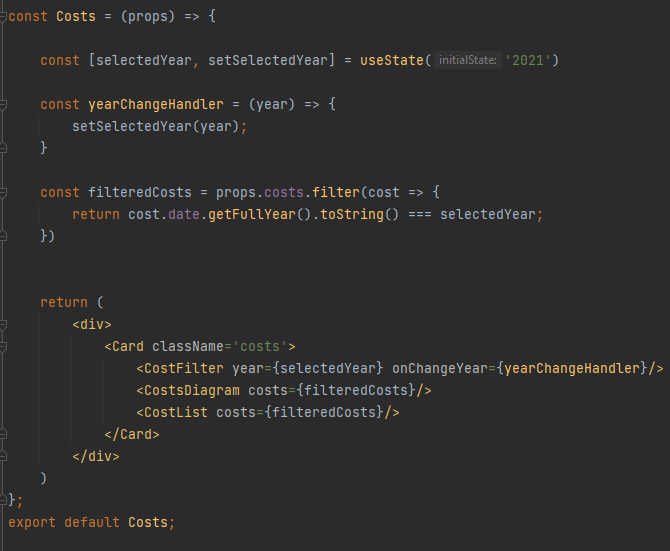 const Costs = (props) => {
const [selectedYear, setSelectedYear] = useState( initialState: '2021')
const yearChangeHandler = (year) => {
setSelectedYear(year);
}
const filteredCosts = props.costs.filter(cost => {
return cost.date.getFullYear().toString() === selectedYear;
})
return (
<div>
<Card className='costs'>
<CostFilter year={selectedYear} onChangeYear={yearChangeHandler}/>
<CostsDiagram costs={filteredCosts}/>
<CostList costs={filteredCosts}/>
</Card>
</div>
)
};
export default Costs;